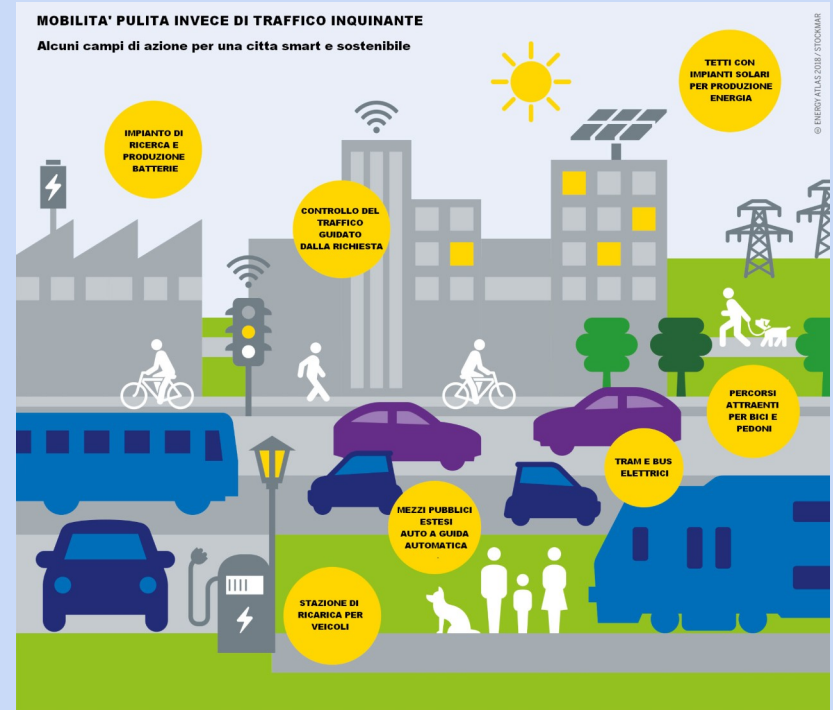 MOBILITA' PULITA INVECE DI TRAFFICO INQUINANTE
Alcuni campi di azione per una citta smart e sostenibile
© ENERGY ATLAS 2018 / STOCKMAR
TETTI CON
IMPIANTI SOLARI
PER PRODUZIONE
ENERGIA
IMPIANTO DI
RICERCA E
PRODUZIONE
BATTERIE
CONTROLLO DEL
TRAFFICO
GUIDATO
DALLA RICHIESTA
PERCORSI
ATTRAENTI
PER BICI E
PEDONI
TRAM E BUS
ELETTRICI
MEZZI PUBBLICI
ESTESI
AUTO A GUIDA
AUTOMATICA
.
STAZIONE DI
RICARICA PER
VEICOLI